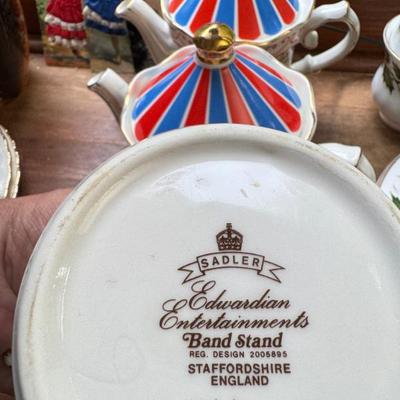 SADLER
Edwardian
Entertainments
Band Stand
REG. DESIGN 2005895
STAFFORDSHIRE
ENGLAND